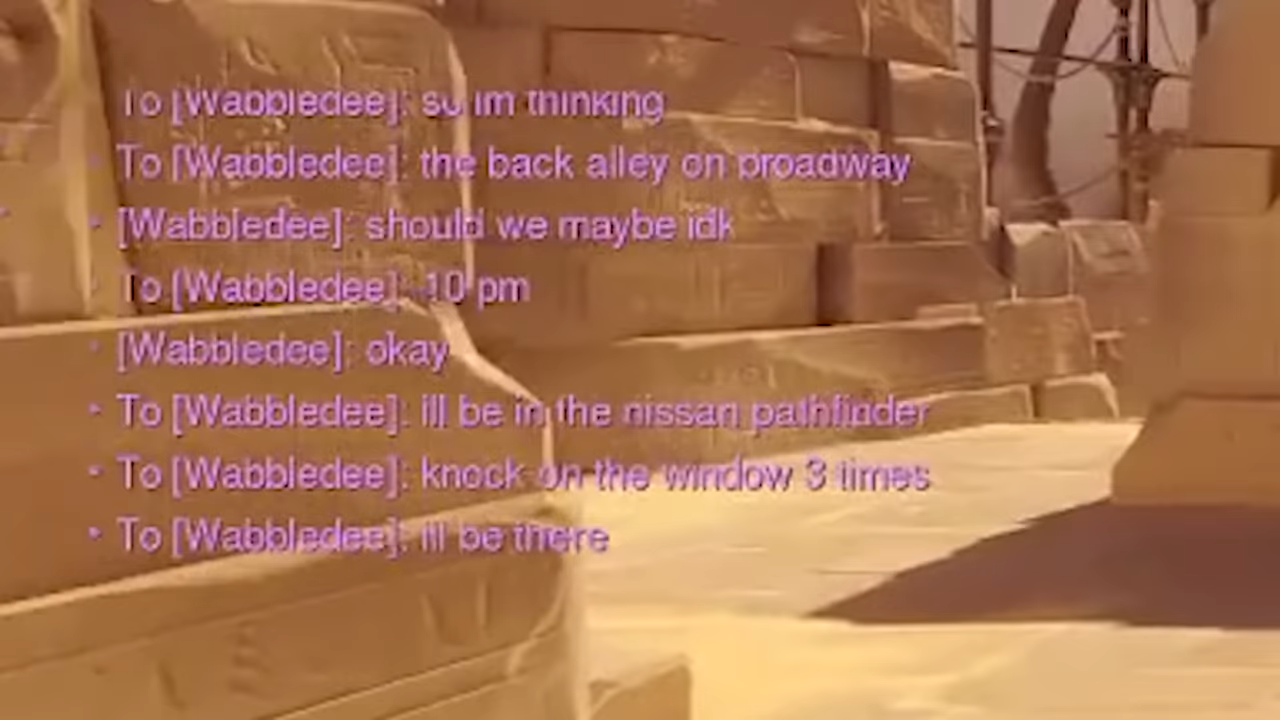 To [Wabbledee]: so im thinking
To [Wabbledee]: the back alley on broadway
[Wabbledee]: should we maybe idk
To [Wabbledee]: 10 pm
[Wabbledee]: okay
To [Wabbledee]: ill be in the nissan pathfinder
To [Wabbledee]: knock on the window 3 times
To [Wabbledee]: ill be there